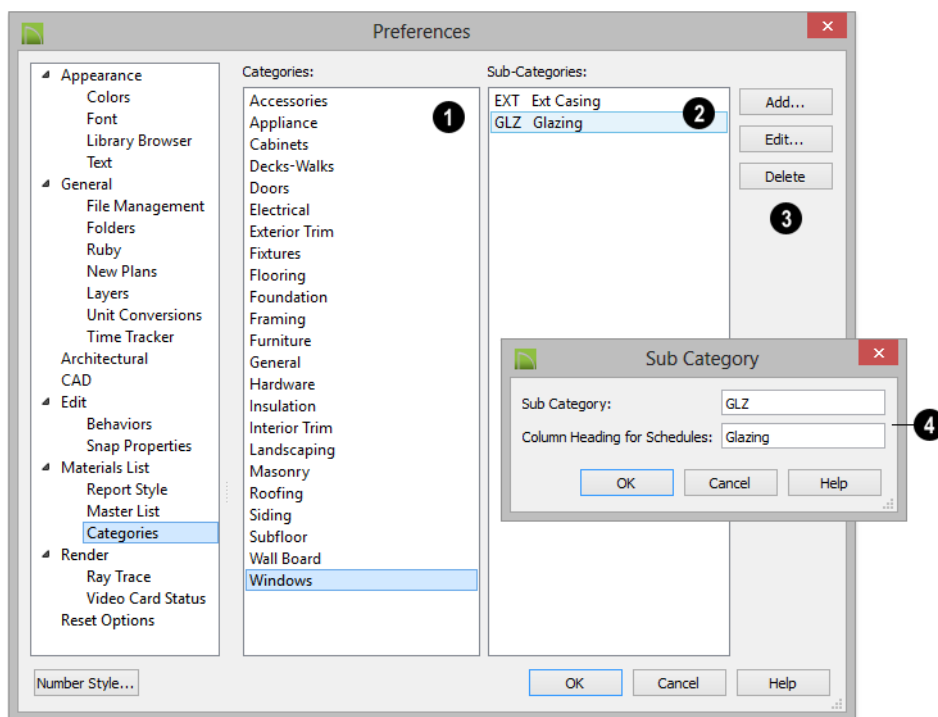 Preferences
Appearance
Colors
Font
Library Browser
Text
General
File Management
Folders
Ruby
New Plans
Layers
Unit Conversions
Time Tracker
Architectural
CAD
Edit
Behaviors
Snap Properties
Materials List
Report Style
Master List
Categories
Render
Ray Trace
Video Card Status
Reset Options
Categories:
Accessories
Appliance
Cabinets
Decks-Walks
Doors
Electrical
Exterior Trim
Fixtures
Flooring
Foundation
Framing
Furniture
General
Hardware
Insulation
Interior Trim
Landscaping
Masonry
Roofing
Siding
Subfloor
Wall Board
Windows
1
Sub-Categories:
EXT Ext Casing
GLZ Glazing
2
Add...
Edit...
Delete
3
Sub Category
Sub Category: GLZ
Column Heading for Schedules: Glazing
4
OK Cancel Help
Number Style... OK Cancel Help